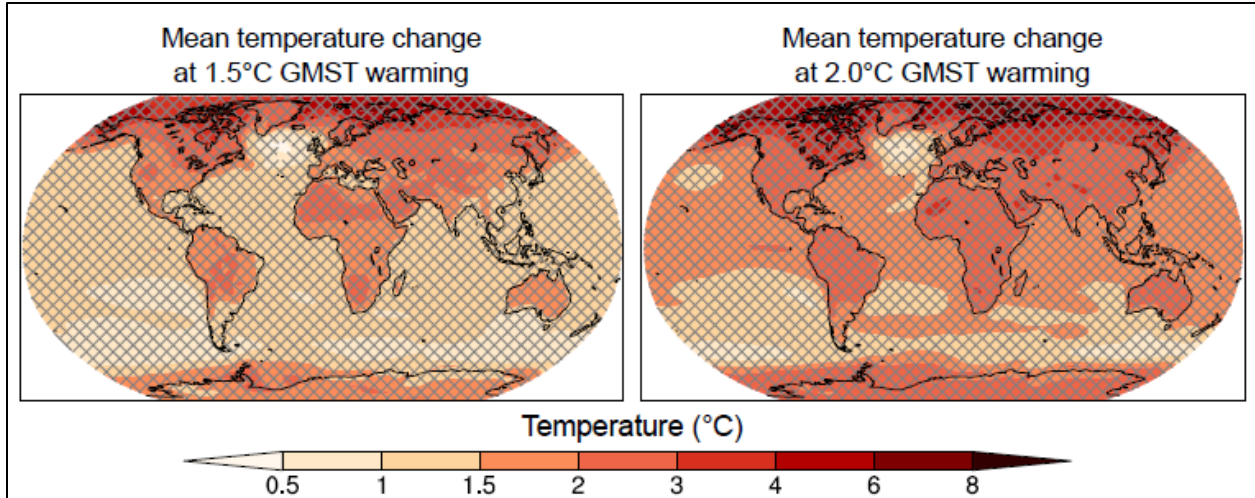 Mean temperature change
at 1.5°C GMST warming
Mean temperature change
at 2.0°C GMST warming
Temperature (°C)
0.5 1 1.5 2 3 4 6 8